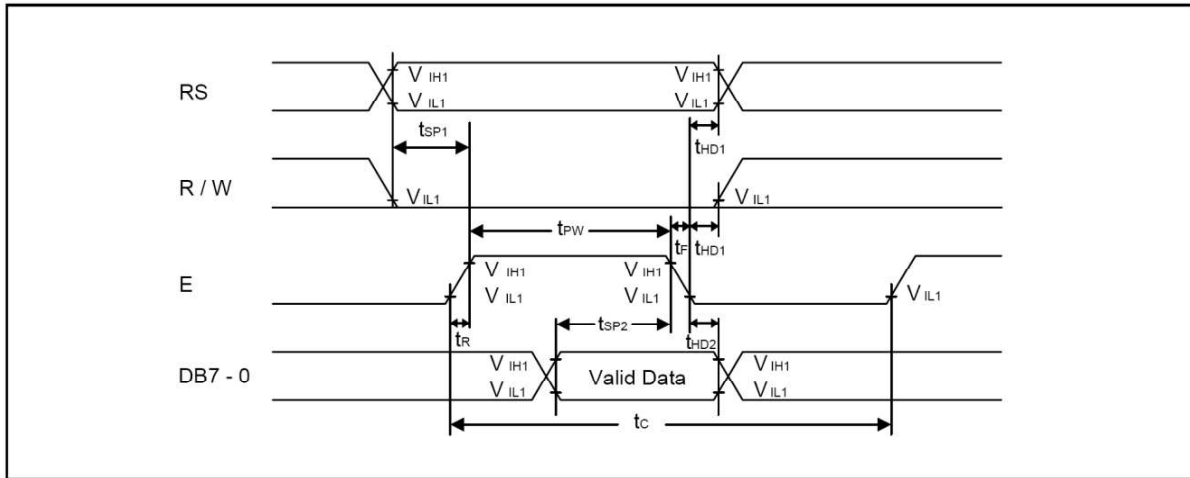 RS
V IH1
V IL1
V IH1
V IL1
tSP1
tHD1
R / W
VIL1
V IL1
tPW
tF
tHD1
E
V IH1
V IL1
V IH1
V IL1
V IL1
tR
tSP2
tHD2
DB7 - 0
V IH1
V IL1
Valid Data
V IH1
V IL1
tC